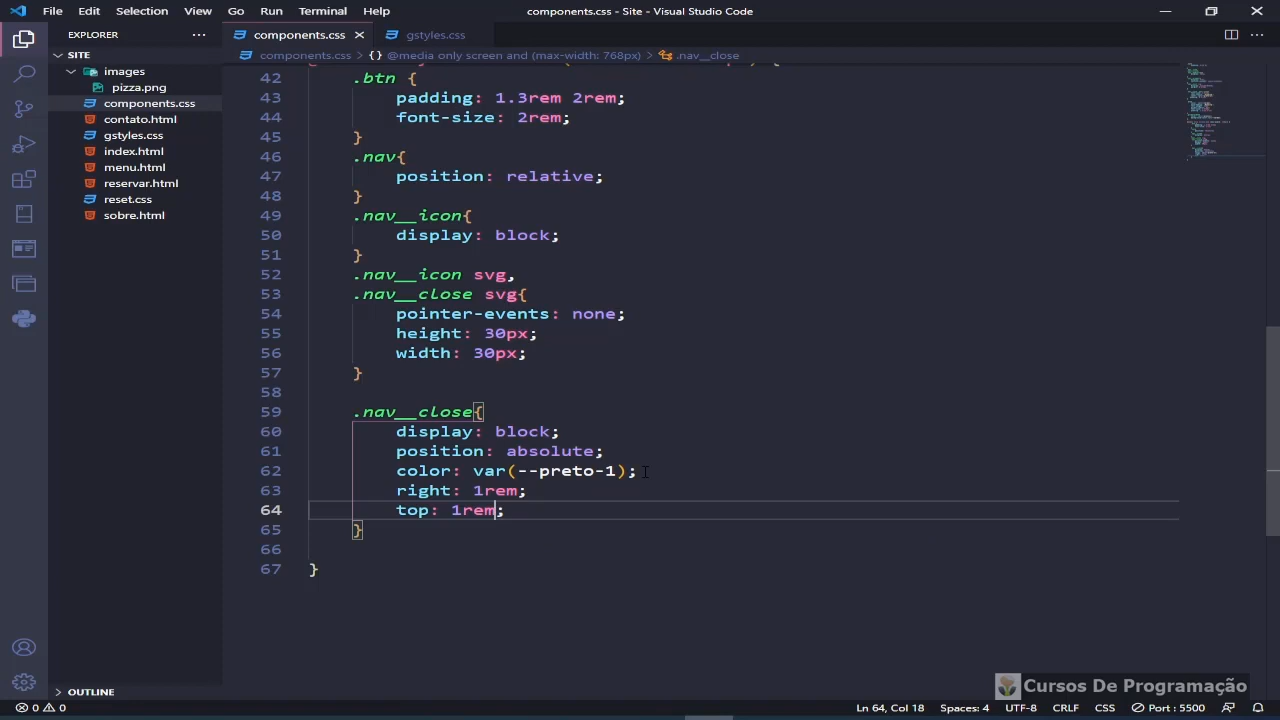 File Edit Selection View Go Run Terminal Help components.css - Site - Visual Studio Code
EXPLORER
SITE
images
pizza.png
components.css
contato.html
gstyles.css
index.html
menu.html
reservar.html
reset.css
sobre.html
OUTLINE
components.css gstyles.css
components.css > {} @media only screen and (max-width: 768px) > .nav__close
42 .btn {
43 padding: 1.3rem 2rem;
44 font-size: 2rem;
45 }
46 .nav{
47 position: relative;
48 }
49 .nav__icon{
50 display: block;
51 }
52 .nav__icon svg,
53 .nav__close svg{
54 pointer-events: none;
55 height: 30px;
56 width: 30px;
57 }
58
59 .nav__close{
60 display: block;
61 position: absolute;
62 color: var(--preto-1);
63 right: 1rem;
64 top: 1rem;
65 }
66
67 }
Cursos De Programação
0 0 Ln 64, Col 18 Spaces: 4 UTF-8 CRLF CSS Port : 5500